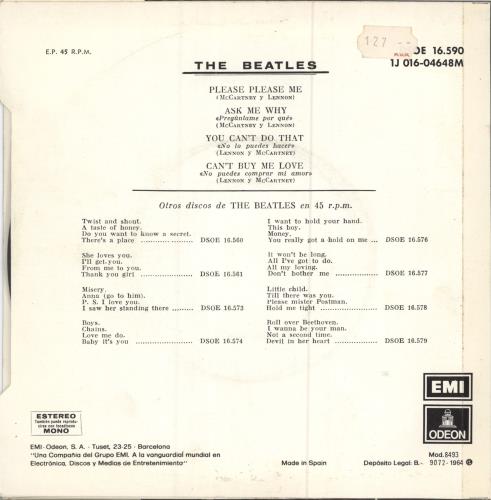 E.P. 45 R.P.M.
127 --
OE 16.590
1J 016-04648M
THE BEATLES
PLEASE PLEASE ME
(McCartney y Lennon)
ASK ME WHY
«Pregúntame por qué»
(Lennon y McCartney)
YOU CAN'T DO THAT
«No lo puedes hacer»
(Lennon y McCartney)
CAN'T BUY ME LOVE
«No puedes comprar mi amor»
(Lennon y McCartney)
Otros discos de THE BEATLES en 45 r.p.m.
Twist and shout.
A taste of honey.
Do you want to know a secret.
There's a place .................... DSOE 16.560
She loves you.
I'll get you.
From me to you.
Thank you girl .................... DSOE 16.561
Misery.
Anna (go to him).
P. S. I love you.
I saw her standing there ....... DSOE 16.573
Boys.
Chains.
Love me do.
Baby it's you .................... DSOE 16.574
I want to hold your hand.
This boy.
Money.
You really got a hold on me ... DSOE 16.576
It won't be long.
All I've got to do.
All my loving.
Don't bother me .................. DSOE 16.577
Little child.
Till there was you.
Please mister Postman.
Hold me tight .................... DSOE 16.578
Roll over Beethoven.
I wanna be your man.
Not a second time.
Devil in her heart ............... DSOE 16.579
EMI
ODEON
ESTEREO
También puede reprodu-
cirse con tocadiscos
MONO
EMI-Odeon, S. A. - Tuset, 23-25 - Barcelona
"Una Compañía del Grupo EMI. A la vanguardia mundial en
Electrónica, Discos y Medios de Entretenimiento"
Made in Spain
Mod. 8493
Depósito Legal: B.- 9072-1964